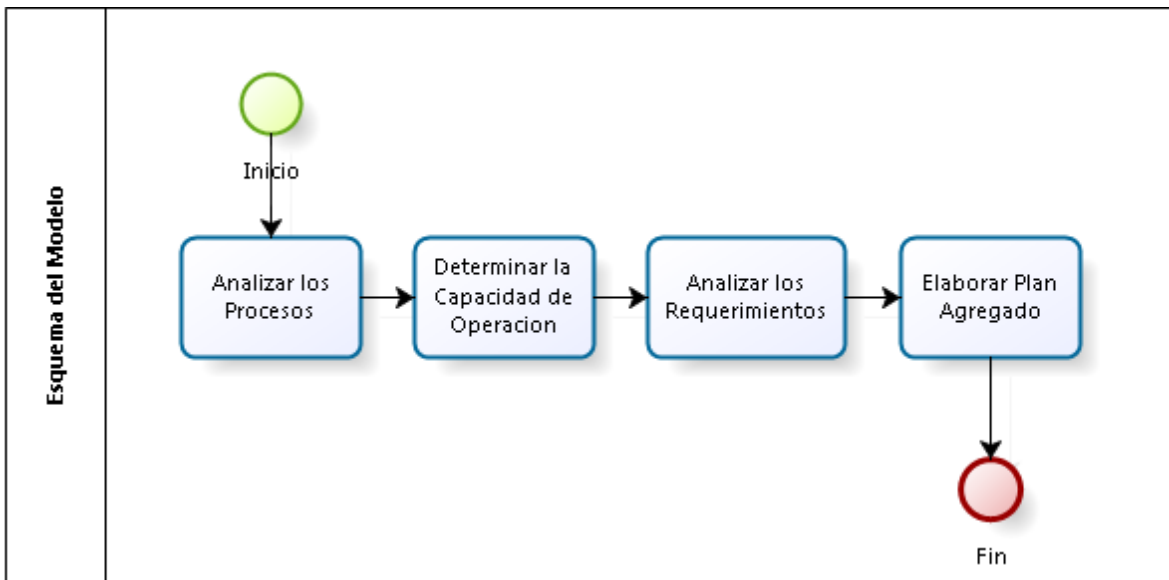 Esquema del Modelo
Inicio
Analizar los
Procesos
Determinar la
Capacidad de
Operacion
Analizar los
Requerimientos
Elaborar Plan
Agregado
Fin